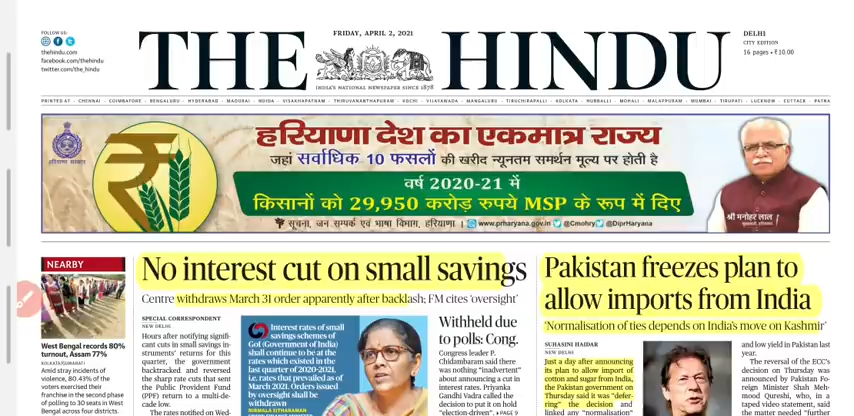 FOLLOW US:
thehindu.com
facebook.com/thehindu
twitter.com/the_hindu
THE HINDU
FRIDAY, APRIL 2, 2021
INDIA'S NATIONAL NEWSPAPER SINCE 1878
DELHI
CITY EDITION
16 pages • ₹10.00
PRINTED AT • CHENNAI • COIMBATORE • BENGALURU • HYDERABAD • MADURAI • NOIDA • VISAKHAPATNAM • THIRUVANANTHAPURAM • KOCHI • VIJAYAWADA • MANGALURU • TIRUCHIRAPALLI • KOLKATA • HUBBALLI • MOHALI • MALAPPURAM • MUMBAI • TIRUPATI • LUCKNOW • CUTTACK • PATNA
हरियाणा सरकार
हरियाणा देश का एकमात्र राज्य
जहां सर्वाधिक 10 फसलों की खरीद न्यूनतम समर्थन मूल्य पर होती है
वर्ष 2020-21 में
किसानों को 29,950 करोड़ रुपये MSP के रूप में दिए
सूचना, जन सम्पर्क एवं भाषा विभाग, हरियाणा | www.prharyana.gov.in @Cmohry @DiprHaryana
श्री मनोहर लाल
NEARBY
West Bengal records 80%
turnout, Assam 77%
KOLKATA/GUWAHATI
Amid stray incidents of
violence, 80.43% of the
voters exercised their
franchise in the second phase
of polling to 30 seats in West
Bengal across four districts.
No interest cut on small savings
Centre withdraws March 31 order apparently after backlash; FM cites 'oversight'
SPECIAL CORRESPONDENT
NEW DELHI
Hours after notifying signifi-
cant cuts in small savings in-
struments' returns for this
quarter, the government
backtracked and reversed
the sharp rate cuts that sent
the Public Provident Fund
(PPF) return to a multi-de-
cade low.
The rates notified on Wed-
Interest rates of small
savings schemes of
GoI (Government of India)
shall continue to be at the
rates which existed in the
last quarter of 2020-2021,
i.e. rates that prevailed as of
March 2021. Orders issued
by oversight shall be
withdrawn
NIRMALA SITHARAMAN
Withheld due
to polls: Cong.
Congress leader P.
Chidambaram said there
was nothing "inadvertent"
about announcing a cut in
interest rates. Priyanka
Gandhi Vadra called the
decision to put it on hold
"election-driven". ▶ PAGE 9
Pakistan freezes plan to
allow imports from India
'Normalisation of ties depends on India's move on Kashmir'
SUHASINI HAIDAR
NEW DELHI
Just a day after announcing
its plan to allow import of
cotton and sugar from India,
the Pakistan government on
Thursday said it was "defer-
ring" the decision and
linked any "normalisation"
and low yield in Pakistan last
year.
The reversal of the ECC's
decision on Thursday was
announced by Pakistan Fo-
reign Minister Shah Meh-
mood Qureshi, who, in a
taped video statement, said
the matter needed "further